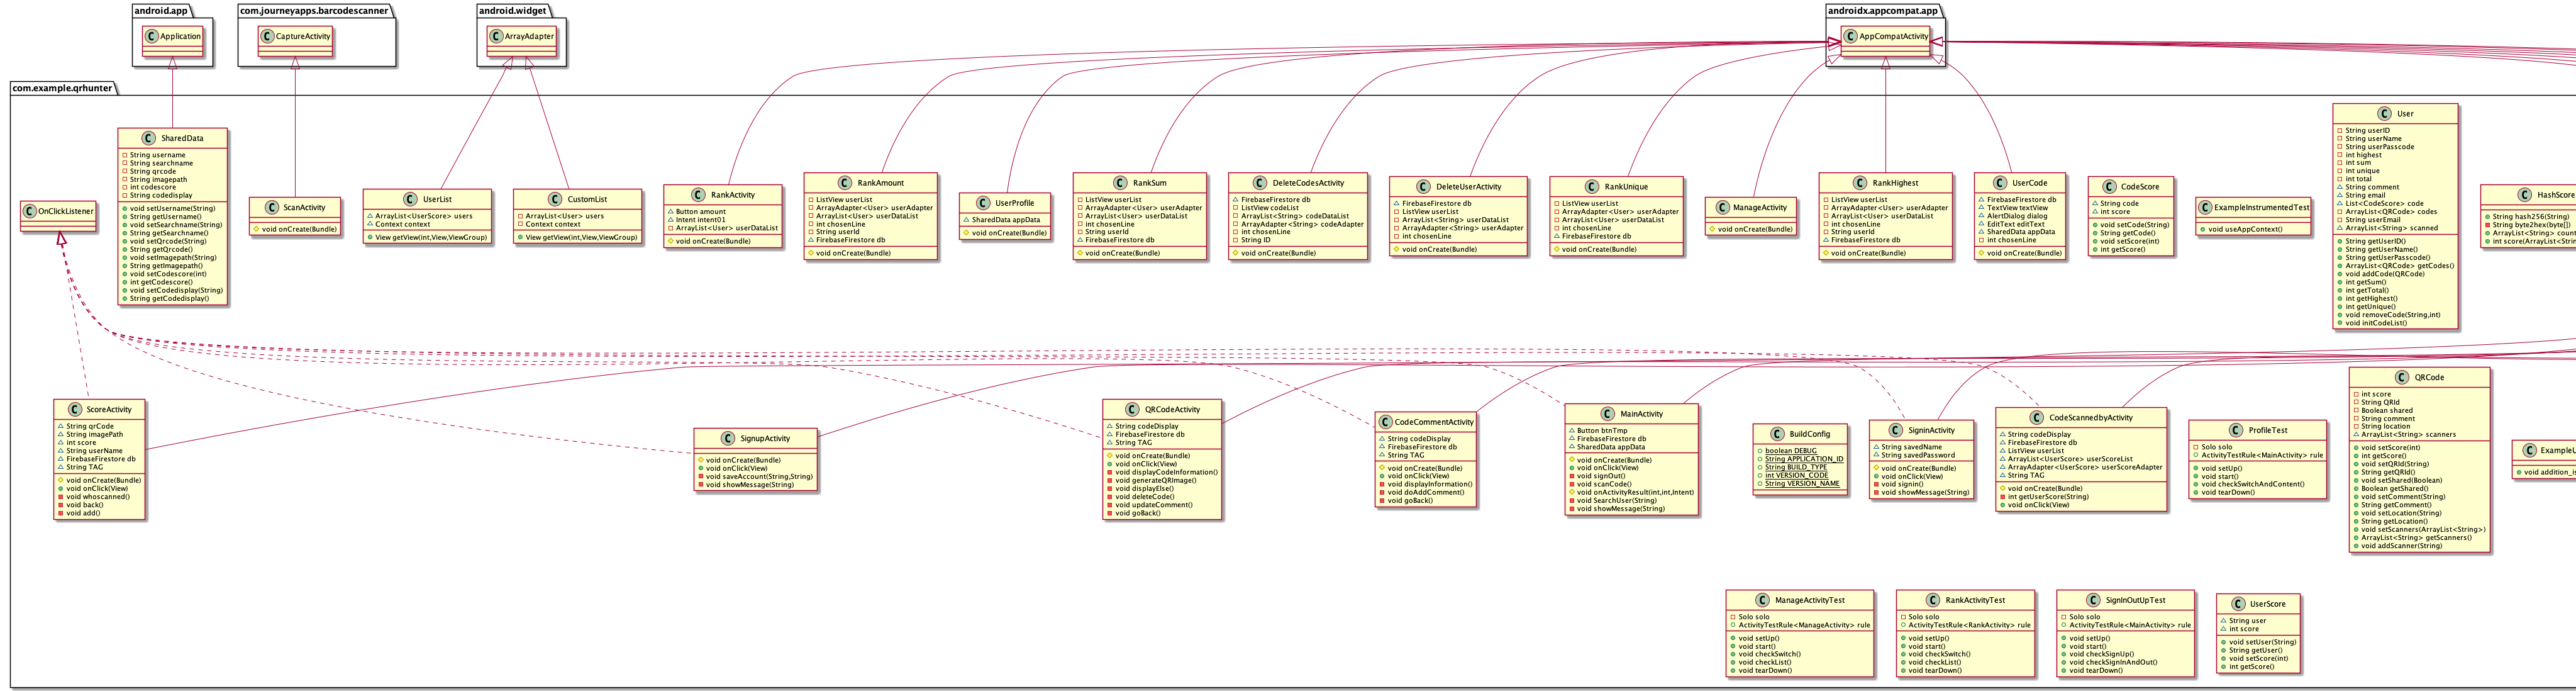 android.app
Application
com.journeyapps.barcodescanner
CaptureActivity
android.widget
ArrayAdapter
androidx.appcompat.app
AppCompatActivity
com.example.qrhunter
OnClickListener
SharedData
String username
String searchname
String qrcode
String imagepath
int codescore
String codedisplay
void setUsername(String)
String getUsername()
void setSearchname(String)
String getSearchname()
void setQrcode(String)
String getQrcode()
void setImagepath(String)
String getImagepath()
void setCodescore(int)
int getCodescore()
void setCodedisplay(String)
String getCodedisplay()
ScanActivity
void onCreate(Bundle)
UserList
ArrayList<UserScore> users
Context context
View getView(int,View,ViewGroup)
CustomList
ArrayList<User> users
Context context
View getView(int,View,ViewGroup)
RankActivity
Button amount
Intent intent01
ArrayList<User> userDataList
void onCreate(Bundle)
RankAmount
ListView userList
ArrayAdapter<User> userAdapter
ArrayList<User> userDataList
int chosenLine
String userId
FirebaseFirestore db
void onCreate(Bundle)
UserProfile
SharedData appData
void onCreate(Bundle)
RankSum
ListView userList
ArrayAdapter<User> userAdapter
ArrayList<User> userDataList
int chosenLine
String userId
FirebaseFirestore db
void onCreate(Bundle)
DeleteCodesActivity
FirebaseFirestore db
ListView codeList
ArrayList<String> codeDataList
ArrayAdapter<String> codeAdapter
int chosenLine
String ID
void onCreate(Bundle)
DeleteUserActivity
FirebaseFirestore db
ListView userList
ArrayList<String> userDataList
ArrayAdapter<String> userAdapter
int chosenLine
void onCreate(Bundle)
RankUnique
ListView userList
ArrayAdapter<User> userAdapter
ArrayList<User> userDataList
int chosenLine
FirebaseFirestore db
void onCreate(Bundle)
ManageActivity
void onCreate(Bundle)
RankHighest
ListView userList
ArrayAdapter<User> userAdapter
ArrayList<User> userDataList
int chosenLine
String userId
FirebaseFirestore db
void onCreate(Bundle)
UserCode
FirebaseFirestore db
TextView textView
AlertDialog dialog
EditText editText
SharedData appData
int chosenLine
void onCreate(Bundle)
CodeScore
String code
int score
void setCode(String)
String getCode()
void setScore(int)
int getScore()
ExampleInstrumentedTest
void useAppContext()
User
String userID
String userName
String userPasscode
int highest
int sum
int unique
int total
String comment
String email
List<CodeScore> code
ArrayList<QRCode> codes
String userEmail
ArrayList<String> scanned
String getUserID()
String getUserName()
String getUserPasscode()
ArrayList<QRCode> getCodes()
void addCode(QRCode)
int getSum()
int getTotal()
int getHighest()
int getUnique()
void removeCode(String,int)
void initCodeList()
HashScore
String hash256(String)
String byte2hex(byte[])
ArrayList<String> count
int score(ArrayList<Strin
ScoreActivity
String qrCode
String imagePath
int score
String userName
FirebaseFirestore db
String TAG
void onCreate(Bundle)
void onClick(View)
void whoscanned()
void back()
void add()
SignupActivity
void onCreate(Bundle)
void onClick(View)
void saveAccount(String,String)
void showMessage(String)
QRCodeActivity
String codeDisplay
FirebaseFirestore db
String TAG
void onCreate(Bundle)
void onClick(View)
void displayCodeInformation()
void generateQRImage()
void displayElse()
void deleteCode()
void updateComment()
void goBack()
CodeCommentActivity
String codeDisplay
FirebaseFirestore db
String TAG
void onCreate(Bundle)
void onClick(View)
void displayInformation()
void doAddComment()
void goBack()
MainActivity
Button btnTmp
FirebaseFirestore db
SharedData appData
void onCreate(Bundle)
void onClick(View)
void signOut()
void scanCode()
void onActivityResult(int,int,Intent)
void SearchUser(String)
void showMessage(String)
BuildConfig
boolean DEBUG
String APPLICATION_ID
String BUILD_TYPE
int VERSION_CODE
String VERSION_NAME
SigninActivity
String savedName
String savedPassword
void onCreate(Bundle)
void onClick(View)
void signin()
void showMessage(String)
CodeScannedbyActivity
String codeDisplay
FirebaseFirestore db
ListView userList
ArrayList<UserScore> userScoreList
ArrayAdapter<UserScore> userScoreAdapter
String TAG
void onCreate(Bundle)
int getUserScore(String)
void onClick(View)
ProfileTest
Solo solo
ActivityTestRule<MainActivity> rule
void setUp()
void start()
void checkSwitchAndContent()
void tearDown()
QRCode
int score
String QRId
Boolean shared
String comment
String location
ArrayList<String> scanners
void setScore(int)
int getScore()
void setQRId(String)
String getQRId()
void setShared(Boolean)
Boolean getShared()
void setComment(String)
String getComment()
void setLocation(String)
String getLocation()
void setScanners(ArrayList<String>)
ArrayList<String> getScanners()
void addScanner(String)
ExampleU
void addition_is
ManageActivityTest
Solo solo
ActivityTestRule<ManageActivity> rule
void setUp()
void start()
void checkSwitch()
void checkList()
void tearDown()
RankActivityTest
Solo solo
ActivityTestRule<RankActivity> rule
void setUp()
void start()
void checkSwitch()
void checkList()
void tearDown()
SignInOutUpTest
Solo solo
ActivityTestRule<MainActivity> rule
void setUp()
void start()
void checkSignUp()
void checkSignInAndOut()
void tearDown()
UserScore
String user
int score
void setUser(String)
String getUser()
void setScore(int)
int getScore()